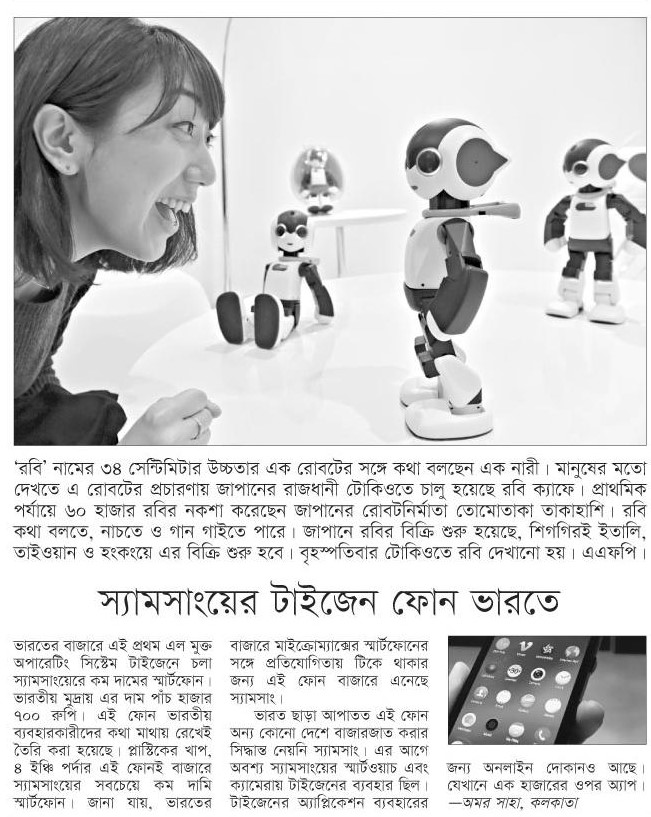 ‘রবি’ নামের ৩৪ সেন্টিমিটার উচ্চতার এক রোবটের সঙ্গে কথা বলছেন এক নারী। মানুষের মতো
দেখতে এ রোবটের প্রচারণায় জাপানের রাজধানী টোকিওতে চালু হয়েছে রবি ক্যাফে। প্রাথমিক
পর্যায়ে ৬০ হাজার রবির নকশা করেছেন জাপানের রোবটনির্মাতা তোমোতাকা তাকাহাশি। রবি
কথা বলতে, নাচতে ও গান গাইতে পারে। জাপানে রবির বিক্রি শুরু হয়েছে, শিগগিরই ইতালি,
তাইওয়ান ও হংকংয়ে এর বিক্রি শুরু হবে। বৃহস্পতিবার টোকিওতে রবি দেখানো হয়। এএফপি।
স্যামসাংয়ের টাইজেন ফোন ভারতে
ভারতের বাজারে এই প্রথম এল মুক্ত
অপারেটিং সিস্টেম টাইজেনে চলা
স্যামসাংয়েরে কম দামের স্মার্টফোন।
ভারতীয় মুদ্রায় এর দাম পাঁচ হাজার
৭০০ রুপি। এই ফোন ভারতীয়
ব্যবহারকারীদের কথা মাথায় রেখেই
তৈরি করা হয়েছে। প্লাস্টিকের খাপ,
৪ ইঞ্চি পর্দার এই ফোনই বাজারে
স্যামসাংয়ের সবচেয়ে কম দামি
স্মার্টফোন। জানা যায়, ভারতের
বাজারে মাইক্রোম্যাক্সের স্মার্টফোনের
সঙ্গে প্রতিযোগিতায় টিকে থাকার
জন্য এই ফোন বাজারে এনেছে
স্যামসাং।
ভারত ছাড়া আপাতত এই ফোন
অন্য কোনো দেশে বাজারজাত করার
সিদ্ধান্ত নেয়নি স্যামসাং। এর আগে
অবশ্য স্যামসাংয়ের স্মার্টওয়াচ এবং
ক্যামেরায় টাইজেনের ব্যবহার ছিল।
টাইজেনের অ্যাপ্লিকেশন ব্যবহারের
জন্য অনলাইন দোকানও আছে।
যেখানে এক হাজারের ওপর অ্যাপ।
—অমর সাহা, কলকাতা